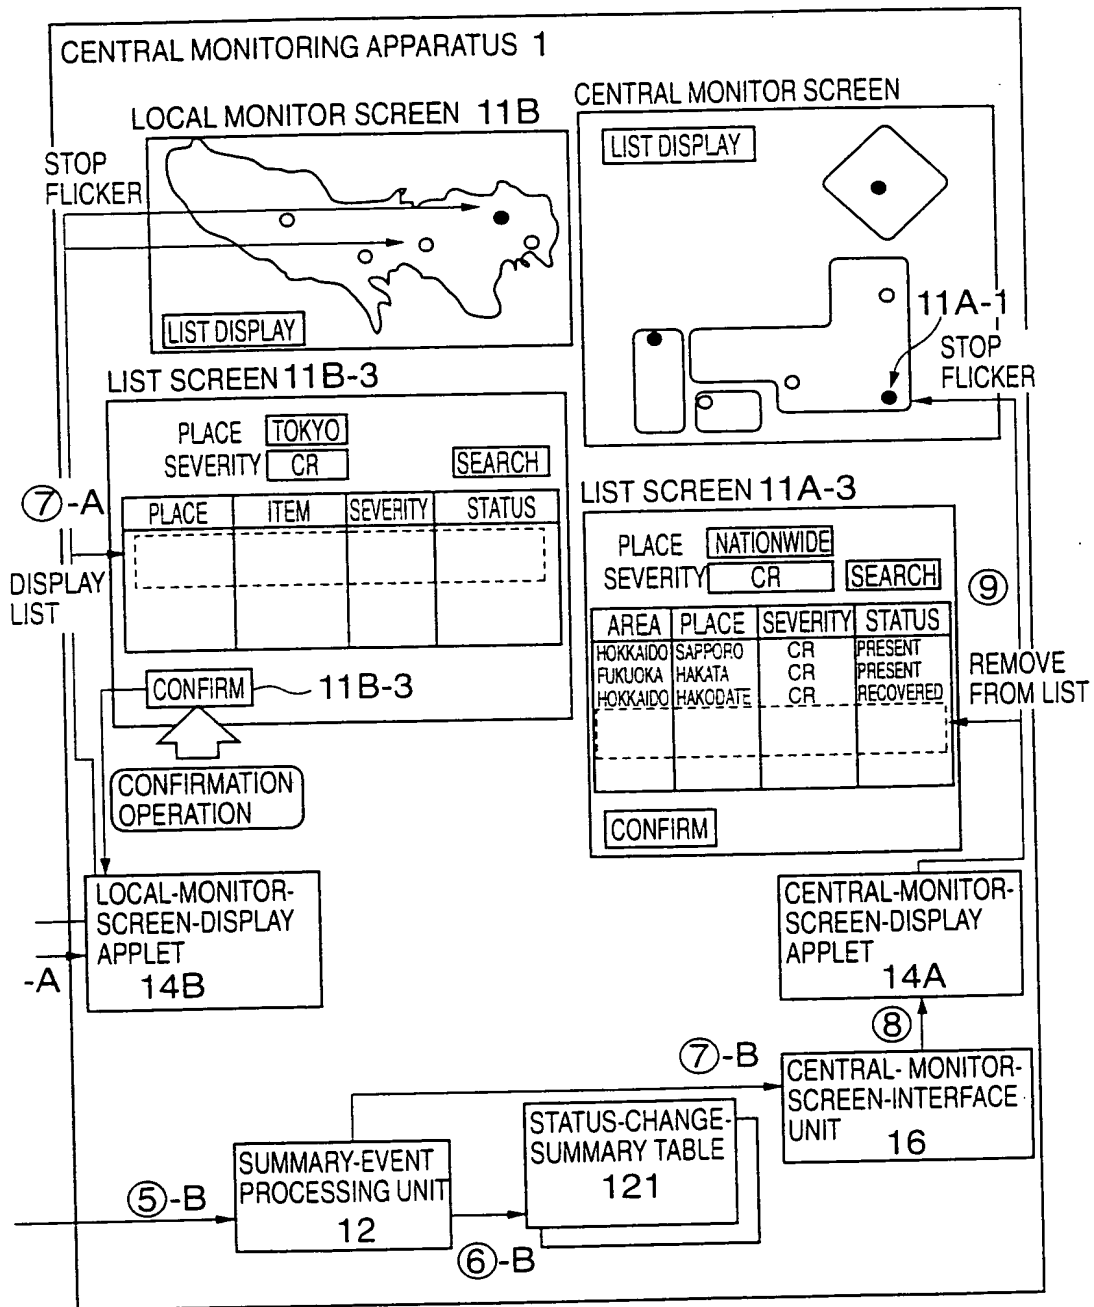 CENTRAL MONITORING APPARATUS 1
LOCAL MONITOR SCREEN 11B
STOP
FLICKER
LIST DISPLAY
CENTRAL MONITOR SCREEN
LIST DISPLAY
11A-1
STOP
FLICKER
LIST SCREEN 11B-3
PLACE TOKYO
SEVERITY CR SEARCH
⑦-A
PLACE ITEM SEVERITY STATUS
DISPLAY
LIST
CONFIRM 11B-3
CONFIRMATION
OPERATION
LIST SCREEN 11A-3
PLACE NATIONWIDE
SEVERITY CR SEARCH
⑨
AREA PLACE SEVERITY STATUS
HOKKAIDO SAPPORO CR PRESENT
FUKUOKA HAKATA CR PRESENT
HOKKAIDO HAKODATE CR RECOVERED
REMOVE
FROM LIST
CONFIRM
LOCAL-MONITOR-
SCREEN-DISPLAY
APPLET
14B
-A
CENTRAL-MONITOR-
SCREEN-DISPLAY
APPLET
14A
⑧
⑦-B
CENTRAL- MONITOR-
SCREEN-INTERFACE
UNIT
16
STATUS-CHANGE-
SUMMARY TABLE
121
SUMMARY-EVENT
PROCESSING UNIT
12
⑤-B
⑥-B